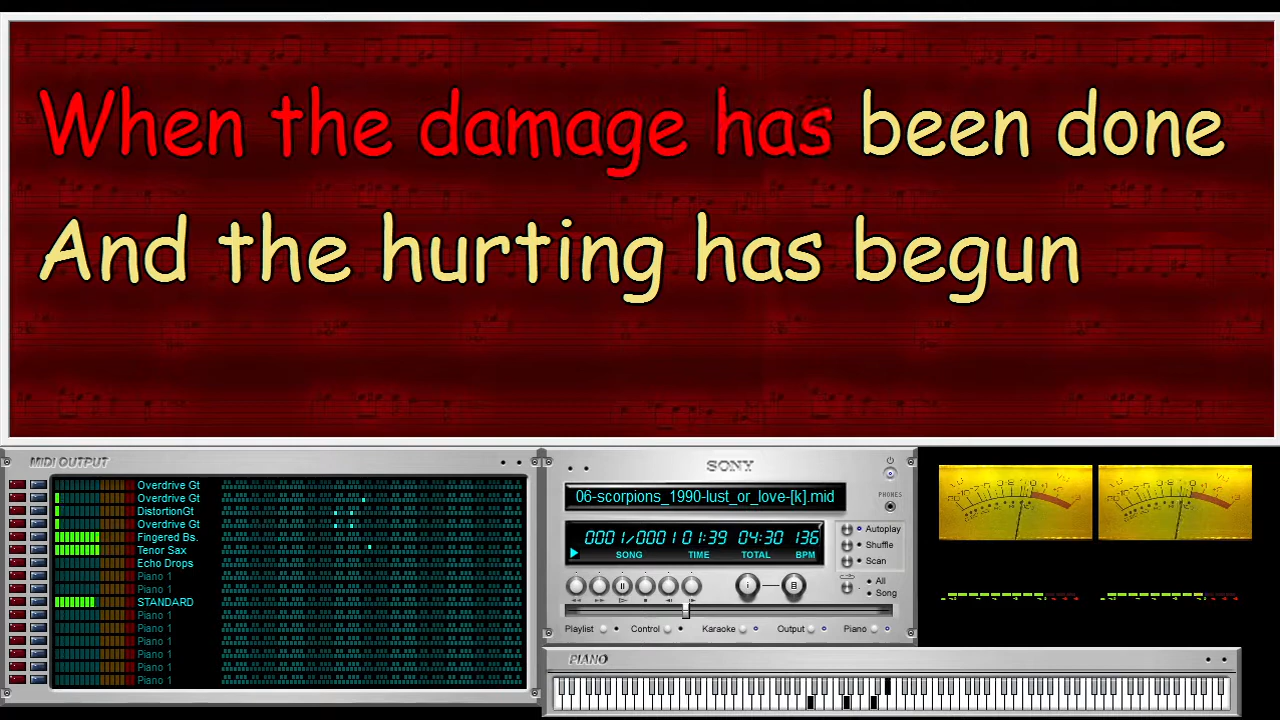 When the damage has been done
And the hurting has begun
MIDI OUTPUT
Overdrive Gt
Overdrive Gt
DistortionGt
Overdrive Gt
Fingered Bs.
Tenor Sax
Echo Drops
Piano 1
Piano 1
STANDARD
Piano 1
Piano 1
Piano 1
Piano 1
Piano 1
Piano 1
SONY
06-scorpions_1990-lust_or_love-[k].mid
PHONES
0001/0001 01:39 04:30 136
SONG TIME TOTAL BPM
Autoplay
Shuffle
Scan
All
Song
Playlist Control Karaoke Output Piano
PIANO